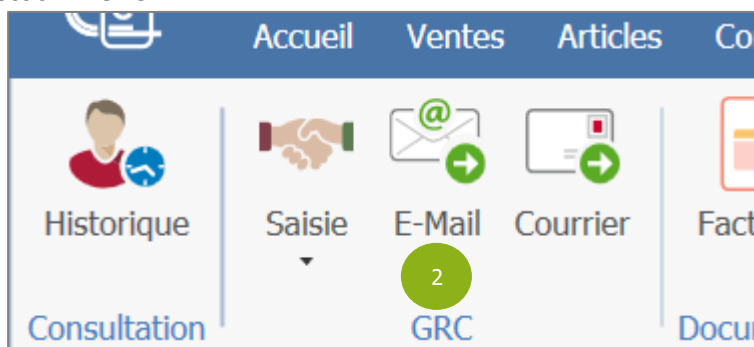 Accueil Ventes Articles
@
Historique Saisie E-Mail Courrier
2
Consultation GRC